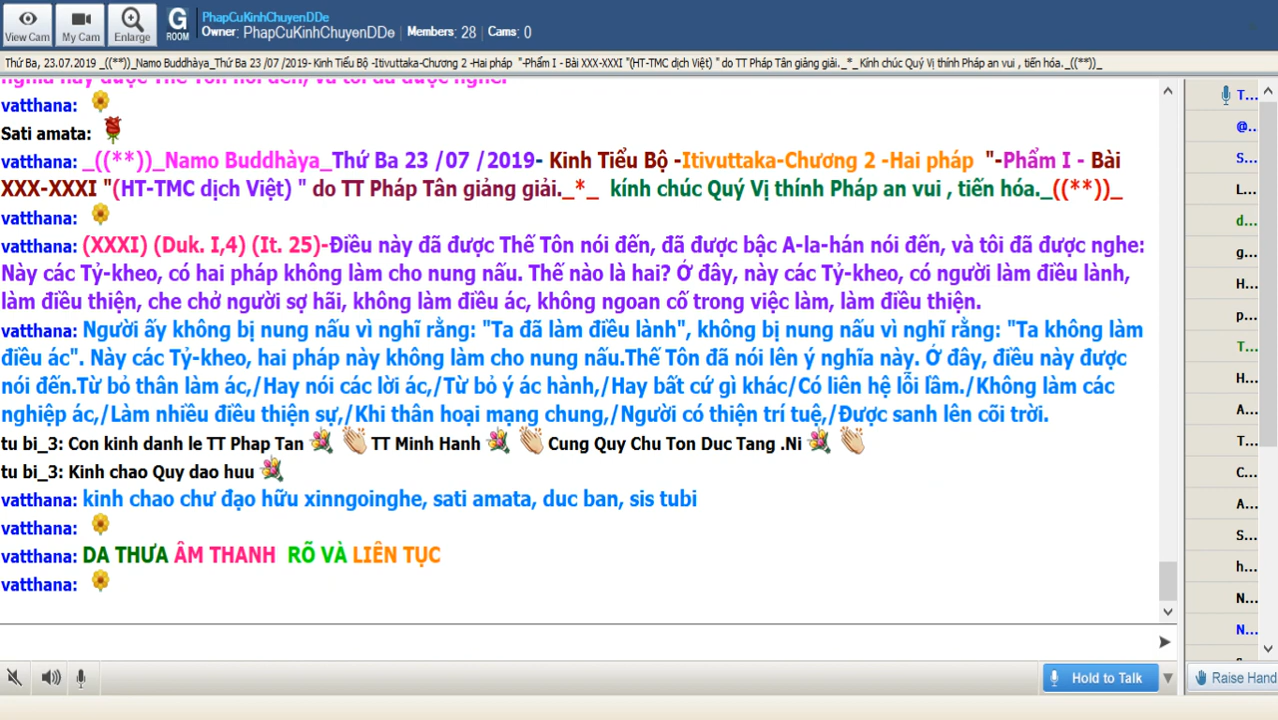 View Cam
My Cam
Enlarge
G
ROOM
PhapCuKinhChuyenDDe
Owner: PhapCuKinhChuyenDDe
Members: 28
Cams: 0
Thứ Ba, 23.07.2019 _((**))_Namo Buddhàya_Thứ Ba 23 /07 /2019- Kinh Tiểu Bộ -Itivuttaka-Chương 2 -Hai pháp "-Phẩm I - Bài XXX-XXXI "(HT-TMC dịch Việt) " do TT Pháp Tân giảng giải._*_ Kính chúc Quý Vị thính Pháp an vui , tiến hóa._((**))_
vatthana:
Sati amata:
vatthana: _((**))_Namo Buddhàya_Thứ Ba 23 /07 /2019- Kinh Tiểu Bộ -Itivuttaka-Chương 2 -Hai pháp "-Phẩm I - Bài
XXX-XXXI "(HT-TMC dịch Việt) " do TT Pháp Tân giảng giải._*_ kính chúc Quý Vị thính Pháp an vui , tiến hóa._((**))_
vatthana:
vatthana: (XXXI) (Duk. I,4) (It. 25)-Điều này đã được Thế Tôn nói đến, đã được bậc A-la-hán nói đến, và tôi đã được nghe:
Này các Tỷ-kheo, có hai pháp không làm cho nung nấu. Thế nào là hai? Ở đây, này các Tỷ-kheo, có người làm điều lành,
làm điều thiện, che chở người sợ hãi, không làm điều ác, không ngoan cố trong việc làm, làm điều thiện.
vatthana: Người ấy không bị nung nấu vì nghĩ rằng: "Ta đã làm điều lành", không bị nung nấu vì nghĩ rằng: "Ta không làm
điều ác". Này các Tỷ-kheo, hai pháp này không làm cho nung nấu.Thế Tôn đã nói lên ý nghĩa này. Ở đây, điều này được
nói đến.Từ bỏ thân làm ác,/Hay nói các lời ác,/Từ bỏ ý ác hành,/Hay bất cứ gì khác/Có liên hệ lỗi lầm./Không làm các
nghiệp ác,/Làm nhiều điều thiện sự,/Khi thân hoại mạng chung,/Người có thiện trí tuệ,/Được sanh lên cõi trời.
tu bi_3: Con kinh danh le TT Phap Tan TT Minh Hanh Cung Quy Chu Ton Duc Tang .Ni
tu bi_3: Kinh chao Quy dao huu
vatthana: kinh chao chư đạo hữu xinngoinghe, sati amata, duc ban, sis tubi
vatthana:
vatthana: DA THƯA ÂM THANH RÕ VÀ LIÊN TỤC
vatthana:
T...
@..
S...
L...
d...
g...
H...
p...
T...
H...
A...
T...
C...
A...
S...
h...
N...
N...
Hold to Talk
Raise Hand